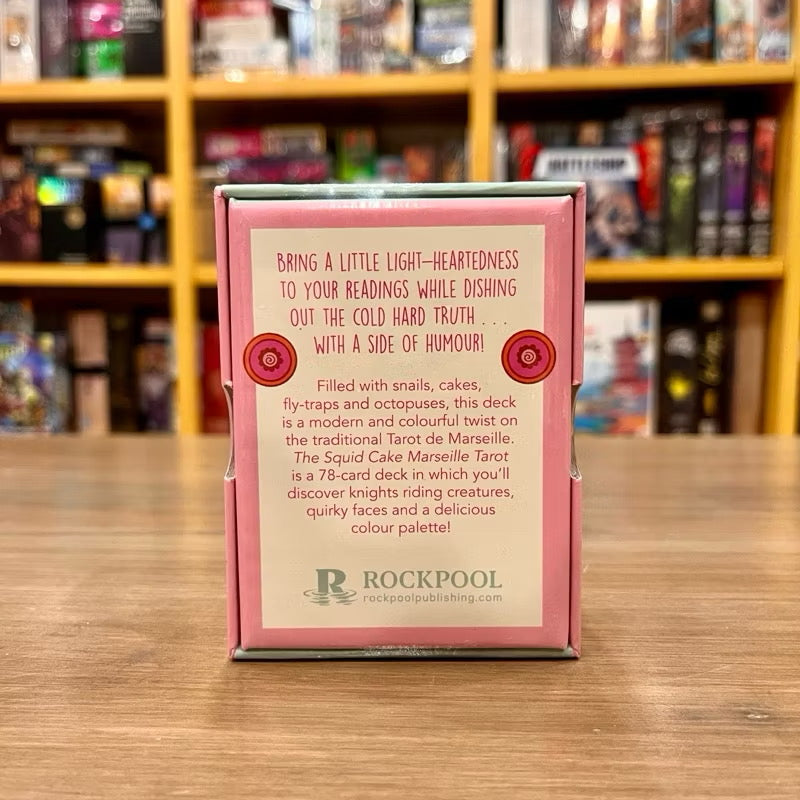 BRING A LITTLE LIGHT–HEARTEDNESS
TO YOUR READINGS WHILE DISHING
OUT THE COLD HARD TRUTH . . .
WITH A SIDE OF HUMOUR!
Filled with snails, cakes,
fly-traps and octopuses, this deck
is a modern and colourful twist on
the traditional Tarot de Marseille.
The Squid Cake Marseille Tarot
is a 78-card deck in which you'll
discover knights riding creatures,
quirky faces and a delicious
colour palette!
R ROCKPOOL
rockpoolpublishing.com